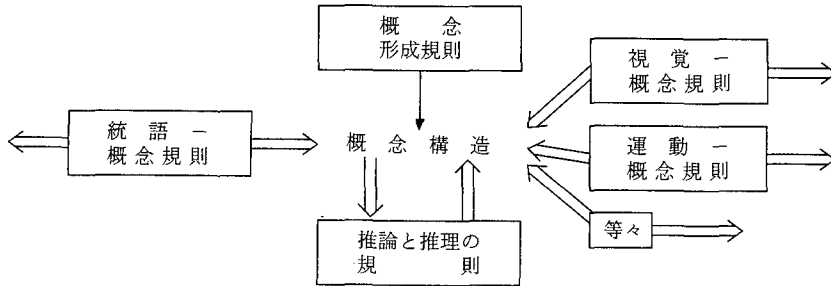 概念
形成規則
視覚－
概念規則
統語－
概念規則
概念構造
運動－
概念規則
等々
推論と推理の
規則